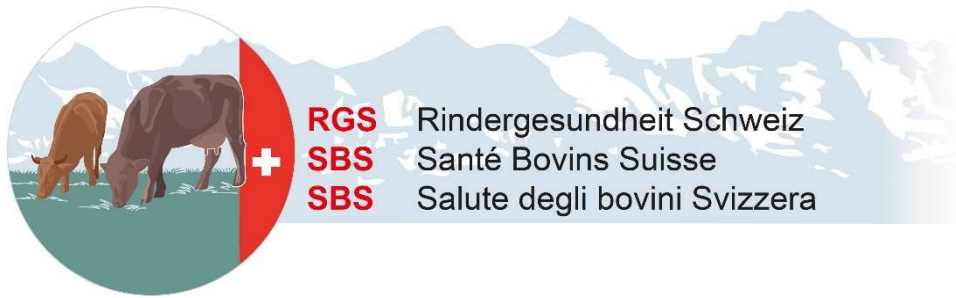 RGS Rindergesundheit Schweiz
SBS Santé Bovins Suisse
SBS Salute degli bovini Svizzera